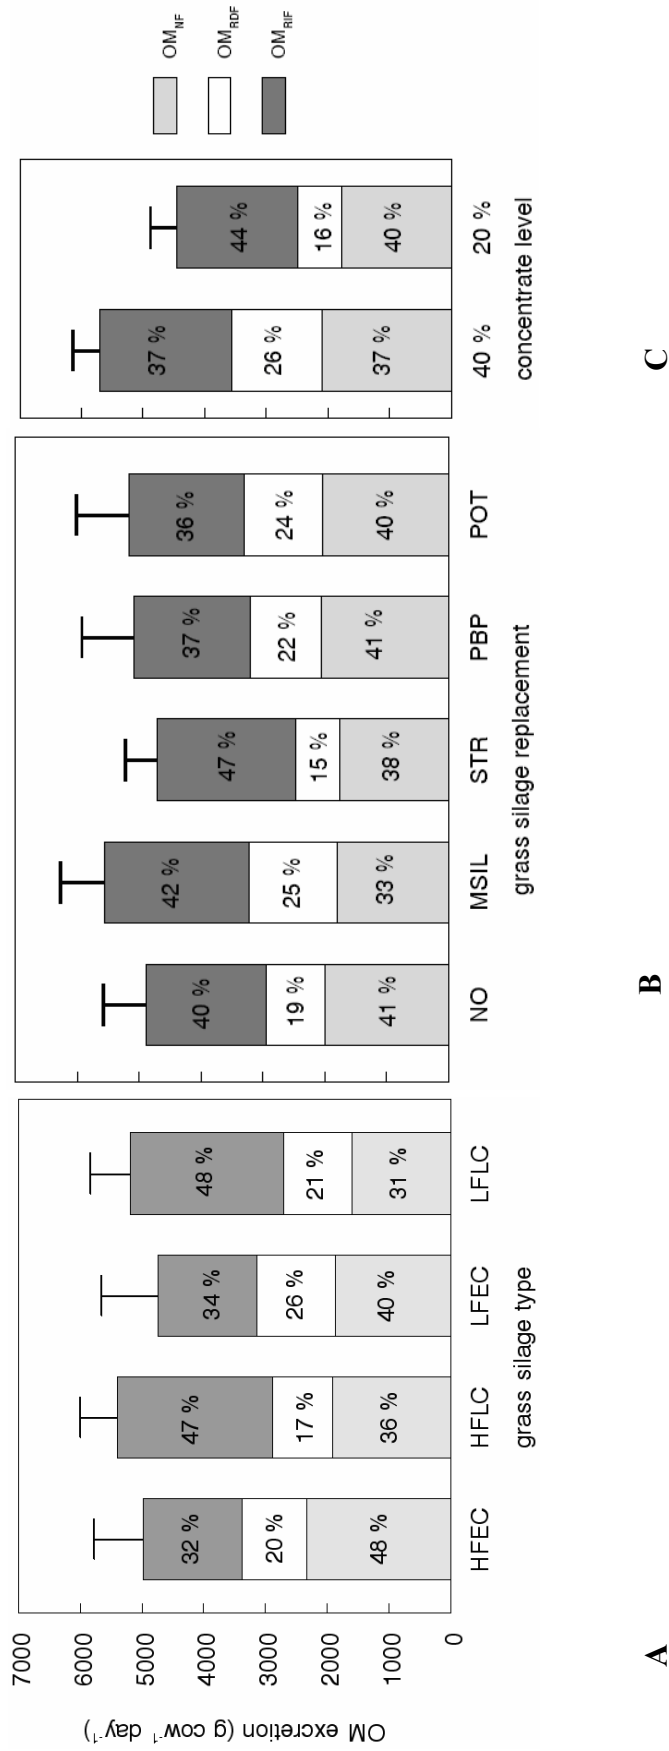 OM excretion (g cow⁻¹ day⁻¹)
7000
6000
5000
4000
3000
2000
1000
0
32 %
20 %
48 %
HFEC
47 %
17 %
36 %
HFLC
34 %
26 %
40 %
LFEC
48 %
21 %
31 %
LFLC
grass silage type
40 %
19 %
41 %
NO
42 %
25 %
33 %
MSIL
47 %
15 %
38 %
STR
37 %
22 %
41 %
PBP
36 %
24 %
40 %
POT
grass silage replacement
37 %
26 %
37 %
40 %
44 %
16 %
40 %
20 %
concentrate level
OM_NF
OM_RDF
OM_RIF
A
B
C